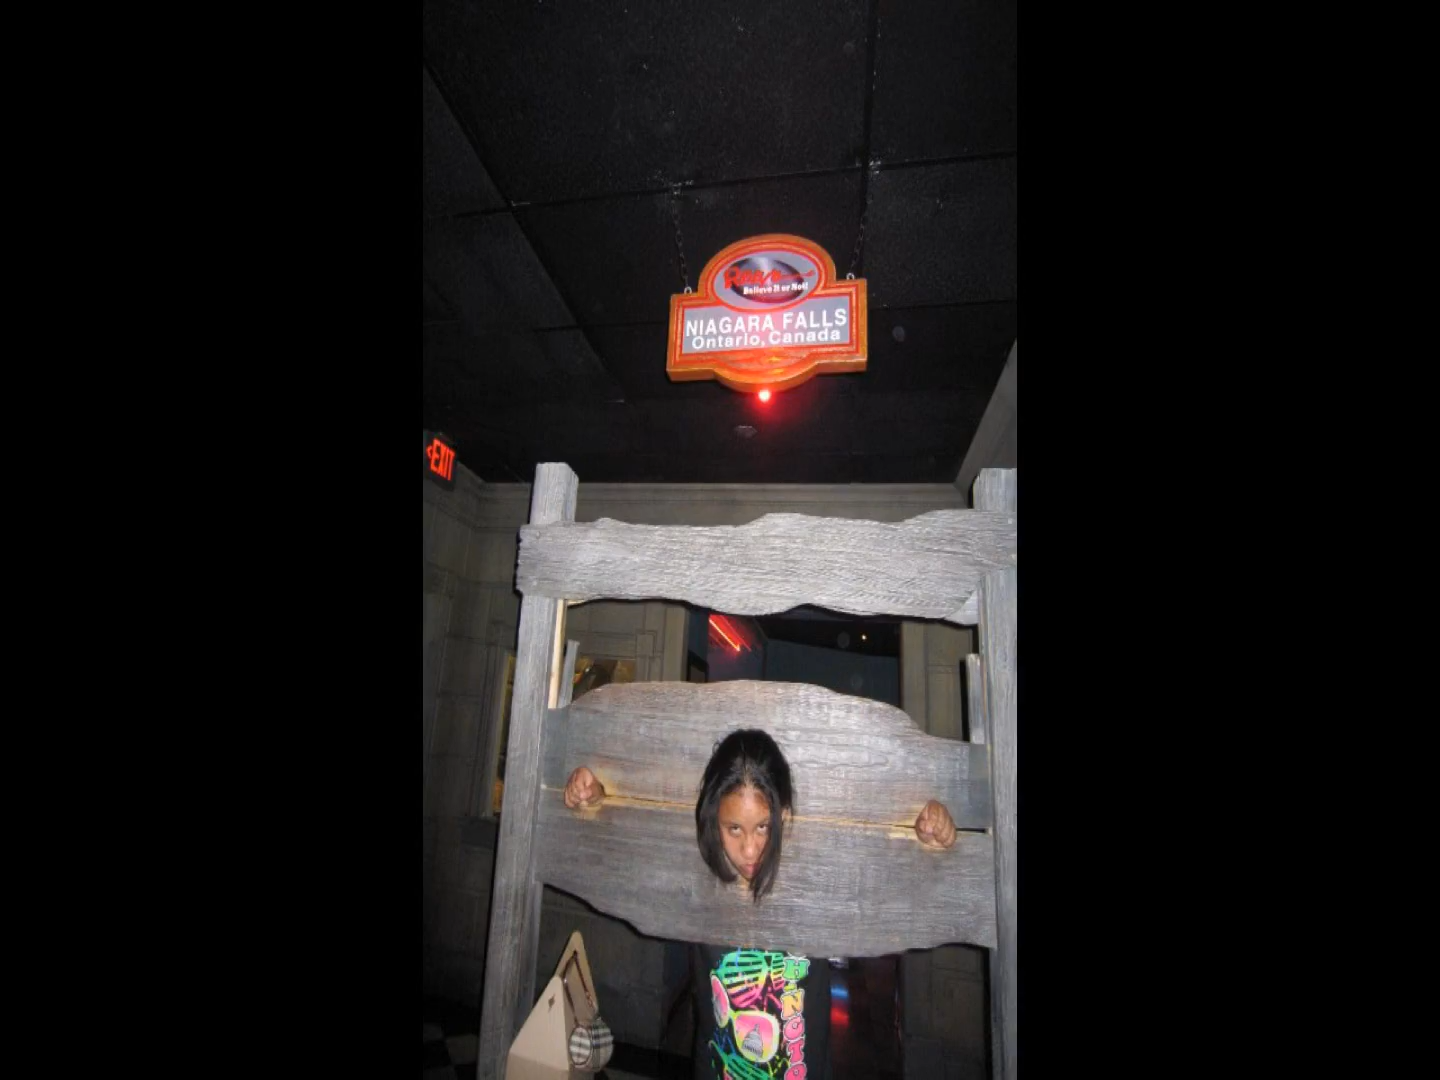 Ripley's
Believe It or Not!
NIAGARA FALLS
Ontario, Canada
EXIT